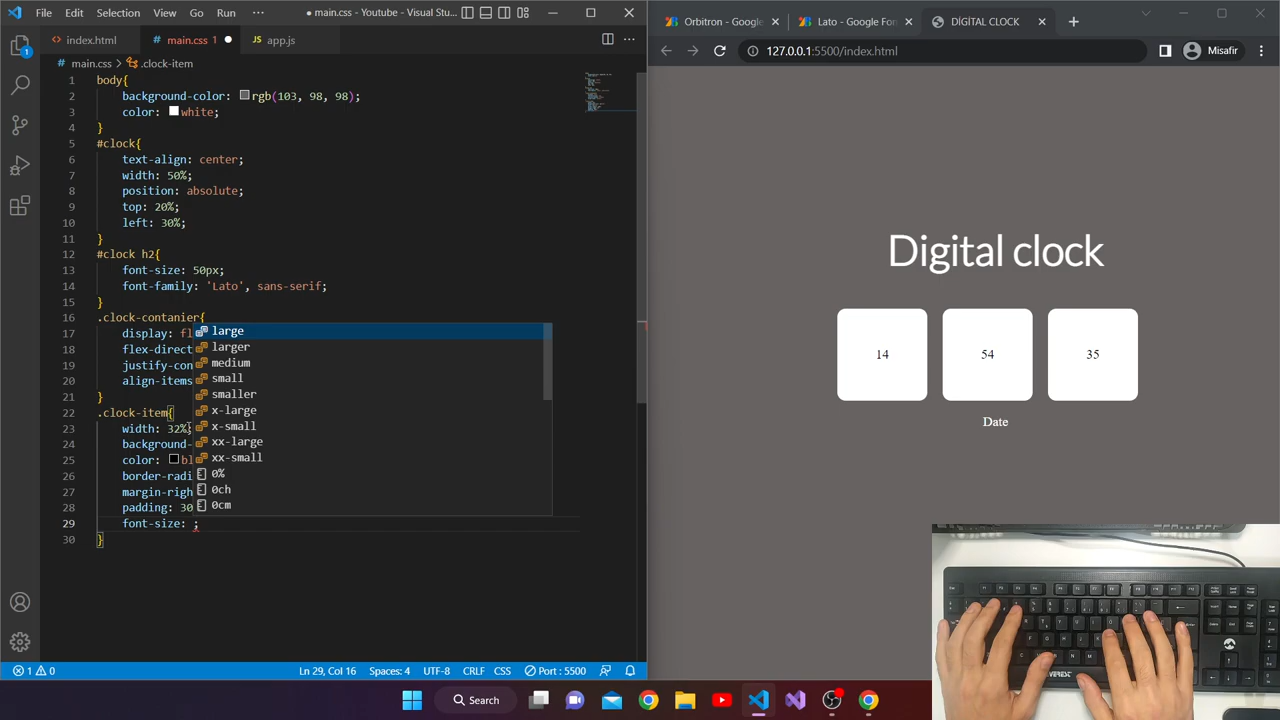 File Edit Selection View Go Run ··· ● main.css - Youtube - Visual Stu...
index.html # main.css 1 ● JS app.js
# main.css > .clock-item
1 body{
2 background-color: rgb(103, 98, 98);
3 color: white;
4 }
5 #clock{
6 text-align: center;
7 width: 50%;
8 position: absolute;
9 top: 20%;
10 left: 30%;
11 }
12 #clock h2{
13 font-size: 50px;
14 font-family: 'Lato', sans-serif;
15 }
16 .clock-contanier{
17 display: fl
18 flex-direct
19 justify-con
20 align-items
21 }
22 .clock-item{
23 width: 32%;
24 background-
25 color: bl
26 border-radi
27 margin-righ
28 padding: 30
29 font-size: ;
30 }
large
larger
medium
small
smaller
x-large
x-small
xx-large
xx-small
0%
0ch
0cm
1 0 Ln 29, Col 16 Spaces: 4 UTF-8 CRLF CSS Port : 5500
Orbitron - Google Lato - Google Fon DİGİTAL CLOCK
127.0.0.1:5500/index.html Misafir
Digital clock
14 54 35
Date
EVEREST
Search